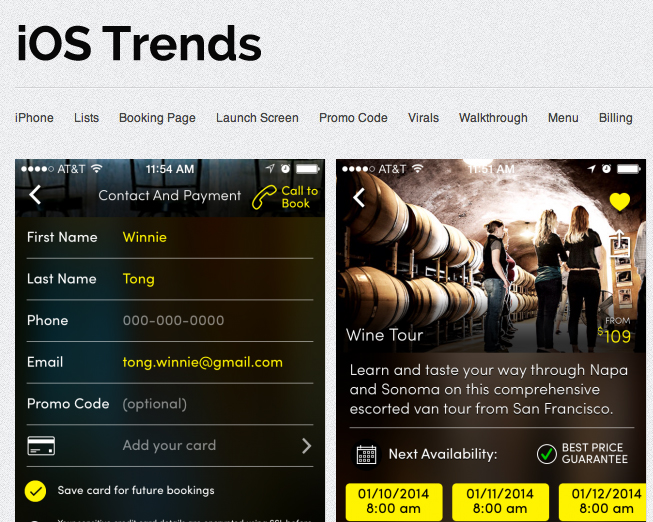 iOS Trends
iPhone Lists Booking Page Launch Screen Promo Code Virals Walkthrough Menu Billing
AT&T 11:54 AM
Contact And Payment
Call to
Book
First Name Winnie
Last Name Tong
Phone 000-000-0000
Email tong.winnie@gmail.com
Promo Code (optional)
Add your card
Save card for future bookings
AT&T 11:51 AM
Wine Tour
FROM
$109
Learn and taste your way through Napa
and Sonoma on this comprehensive
escorted van tour from San Francisco.
Next Availability:
BEST PRICE
GUARANTEE
01/10/2014
8:00 am
01/11/2014
8:00 am
01/12/2014
8:00 am